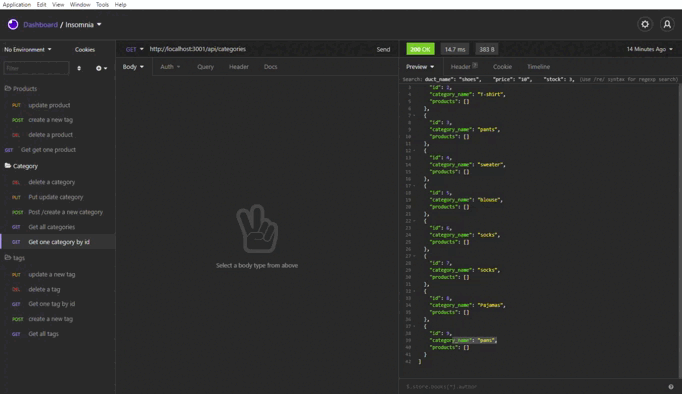 Application Edit View Window Tools Help
Dashboard / Insomnia
No Environment Cookies
Filter
Products
PUT update product
POST create a new tag
DEL delete a product
GET Get get one product
Category
DEL delete a category
PUT Put update category
POST Post /create a new category
GET Get all categories
GET Get one category by id
tags
PUT update a new tag
DEL delete a tag
GET Get one tag by id
POST create a new tag
GET Get all tags
GET http://localhost:3001/api/categories Send
Body Auth Query Header Docs
Select a body type from above
200 OK 14.7 ms 383 B 14 Minutes Ago
Preview Header Cookie Timeline
Search: duct_name": "shoes", "price": "10", "stock": 3, (Use /re/ syntax for regexp search)
3 "id": 2,
4 "category_name": "T-shirt",
5 "products": []
6 },
7 {
8 "id": 3,
9 "category_name": "pants",
10 "products": []
11 },
12 {
13 "id": 4,
14 "category_name": "sweater",
15 "products": []
16 },
17 {
18 "id": 5,
19 "category_name": "blouse",
20 "products": []
21 },
22 {
23 "id": 6,
24 "category_name": "socks",
25 "products": []
26 },
27 {
28 "id": 7,
29 "category_name": "socks",
30 "products": []
31 },
32 {
33 "id": 8,
34 "category_name": "Pajamas",
35 "products": []
36 },
37 {
38 "id": 9,
39 "category_name": "pams",
40 "products": []
41 }
42 ]
$.store.books[*].author